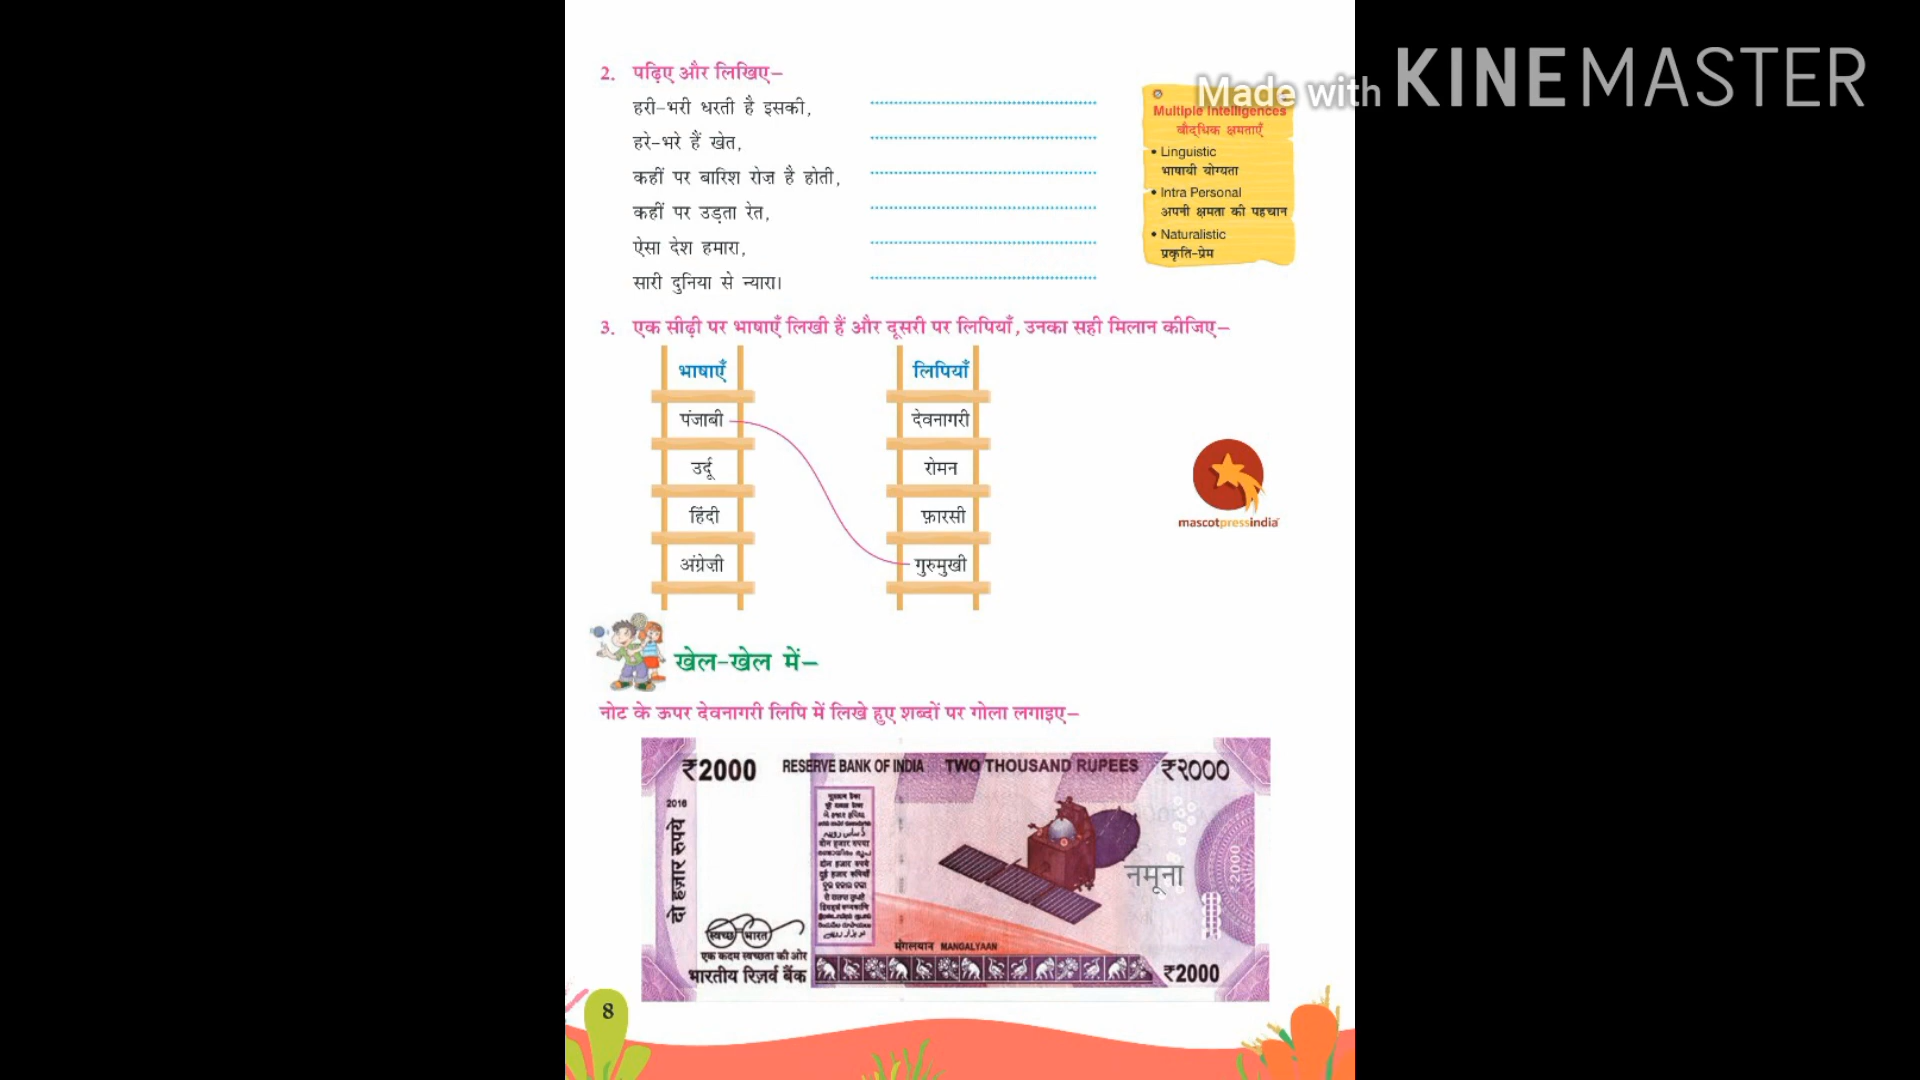 Made with KINEMASTER
2. पढ़िए और लिखिए–
हरी-भरी धरती है इसकी,
हरे-भरे हैं खेत,
कहीं पर बारिश रोज़ है होती,
कहीं पर उड़ता रेत,
ऐसा देश हमारा,
सारी दुनिया से न्यारा।
Multiple Intelligences
बौद्धिक क्षमताएँ
• Linguistic
भाषायी योग्यता
• Intra Personal
अपनी क्षमता की पहचान
• Naturalistic
प्रकृति-प्रेम
3. एक सीढ़ी पर भाषाएँ लिखी हैं और दूसरी पर लिपियाँ, उनका सही मिलान कीजिए–
भाषाएँ
पंजाबी
उर्दू
हिंदी
अंग्रेज़ी
लिपियाँ
देवनागरी
रोमन
फ़ारसी
गुरुमुखी
mascotpressindia
खेल-खेल में–
नोट के ऊपर देवनागरी लिपि में लिखे हुए शब्दों पर गोला लगाइए–
₹2000 RESERVE BANK OF INDIA TWO THOUSAND RUPEES ₹२०००
2016
दो हज़ार रुपये
दोन हजार रुपया
नमूना
₹2000
स्वच्छ भारत
एक कदम स्वच्छता की ओर
मंगलयान MANGALYAAN
भारतीय रिज़र्व बैंक
₹2000
8